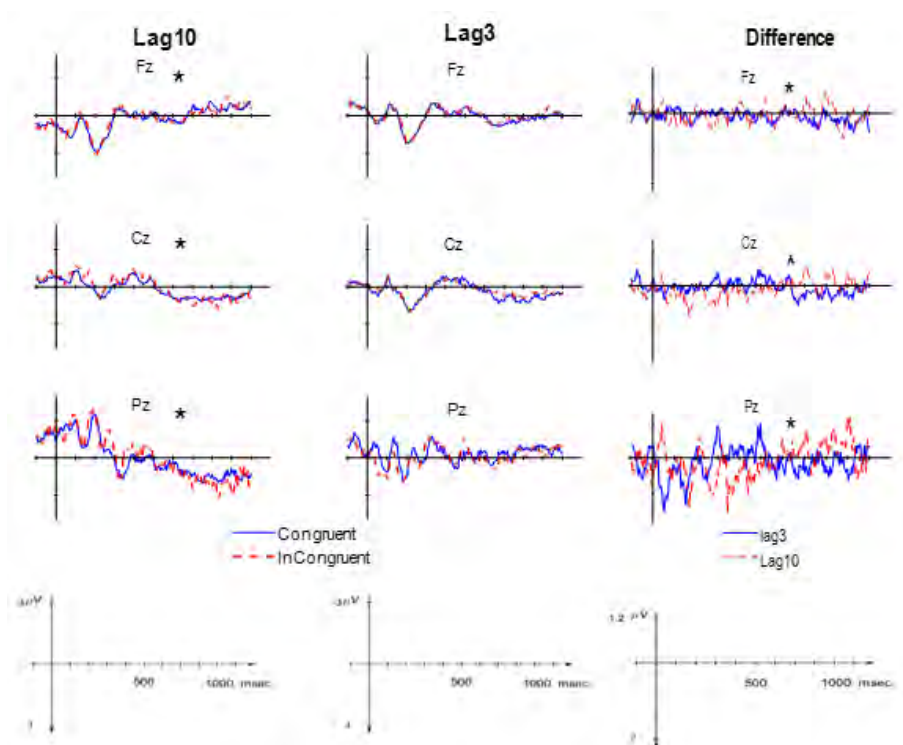 Lag10 Lag3 Difference
Fz * Fz Fz *
Cz * Cz Cz *
Pz * Pz Pz *
Congruent lag3
InCongruent Lag10
1.2 μV
500 1000 msec. 500 1000 msec. 500 1000 msec.